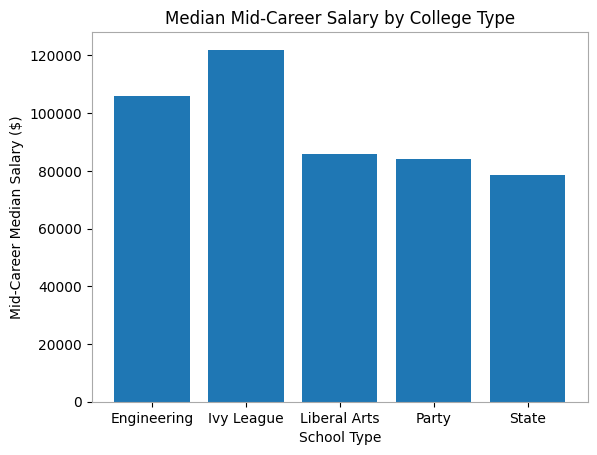 Median Mid-Career Salary by College Type
Mid-Career Median Salary ($)
120000
100000
80000
60000
40000
20000
0
Engineering Ivy League Liberal Arts Party State
School Type